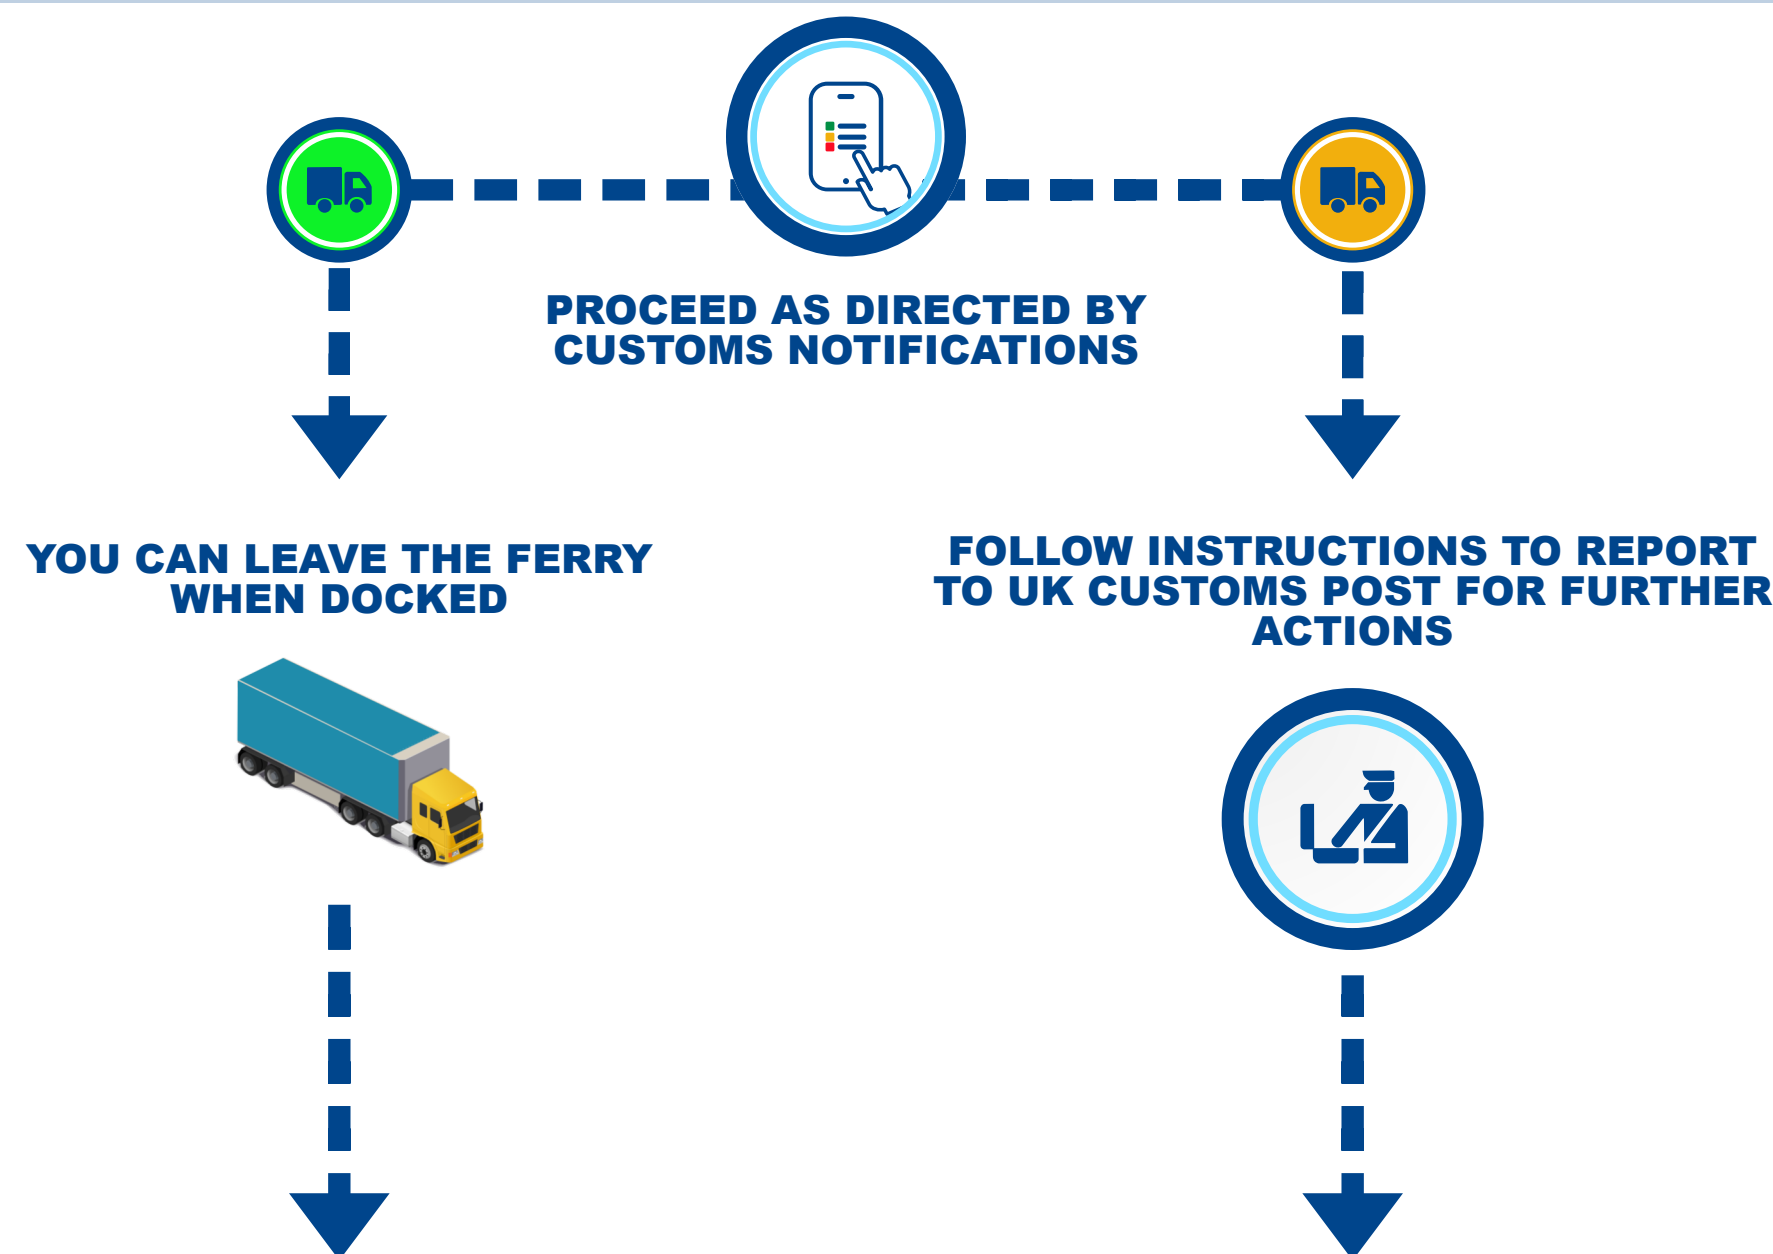 PROCEED AS DIRECTED BY
CUSTOMS NOTIFICATIONS
YOU CAN LEAVE THE FERRY
WHEN DOCKED
FOLLOW INSTRUCTIONS TO REPORT
TO UK CUSTOMS POST FOR FURTHER
ACTIONS